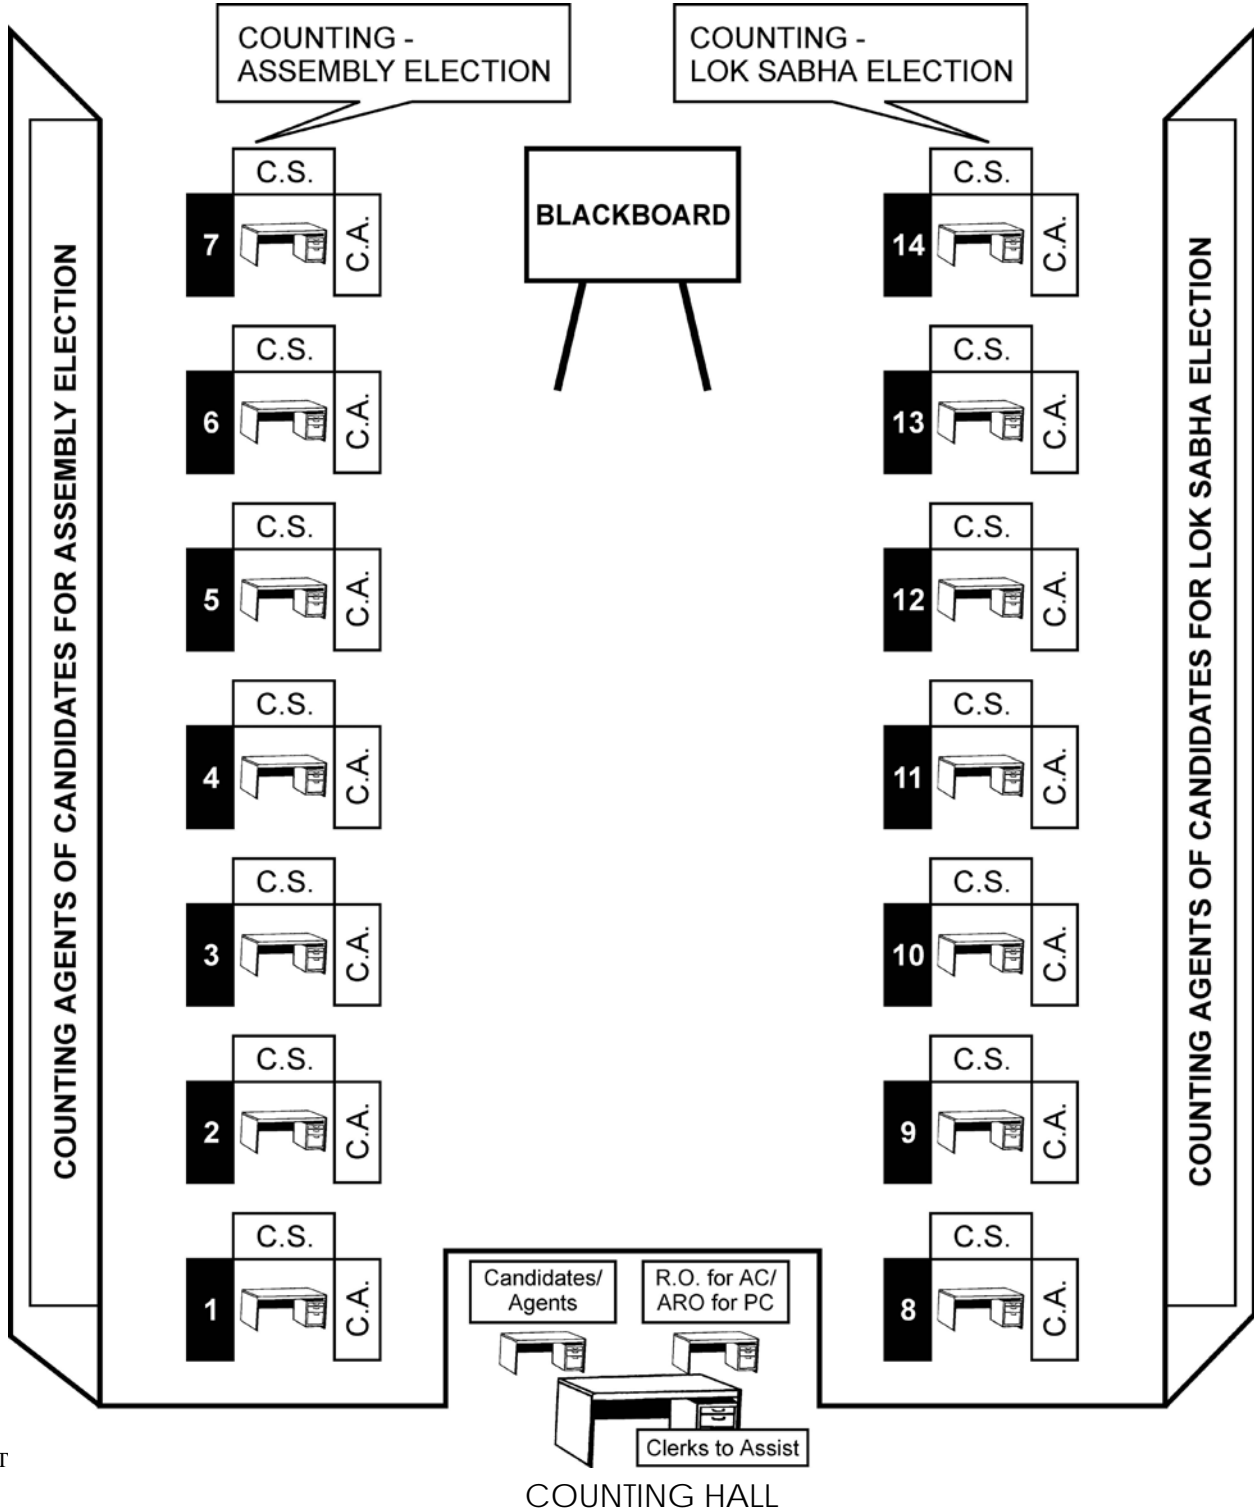 COUNTING -
ASSEMBLY ELECTION
COUNTING -
LOK SABHA ELECTION
BLACKBOARD
COUNTING AGENTS OF CANDIDATES FOR ASSEMBLY ELECTION
C.S.
7
C.A.
C.S.
6
C.A.
C.S.
5
C.A.
C.S.
4
C.A.
C.S.
3
C.A.
C.S.
2
C.A.
C.S.
1
C.A.
C.S.
14
C.A.
C.S.
13
C.A.
C.S.
12
C.A.
C.S.
11
C.A.
C.S.
10
C.A.
C.S.
9
C.A.
C.S.
8
C.A.
COUNTING AGENTS OF CANDIDATES FOR LOK SABHA ELECTION
Candidates/
Agents
R.O. for AC/
ARO for PC
Clerks to Assist
T
COUNTING HALL